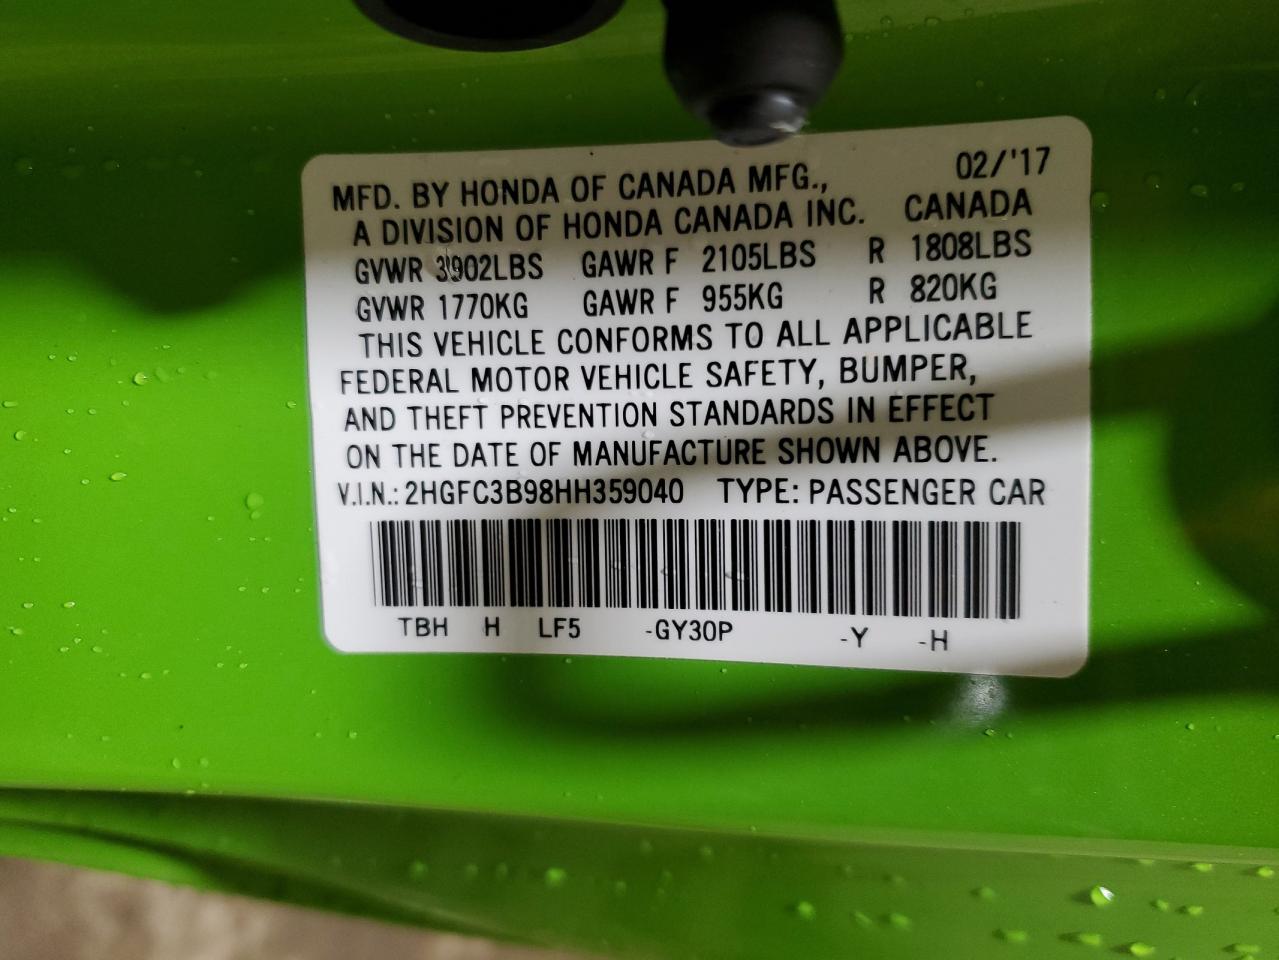 MFD. BY HONDA OF CANADA MFG., 02/'17
A DIVISION OF HONDA CANADA INC. CANADA
GVWR 3902LBS GAWR F 2105LBS R 1808LBS
GVWR 1770KG GAWR F 955KG R 820KG
THIS VEHICLE CONFORMS TO ALL APPLICABLE
FEDERAL MOTOR VEHICLE SAFETY, BUMPER,
AND THEFT PREVENTION STANDARDS IN EFFECT
ON THE DATE OF MANUFACTURE SHOWN ABOVE.
V.I.N.: 2HGFC3B98HH359040 TYPE: PASSENGER CAR
TBH H LF5 -GY30P -Y -H